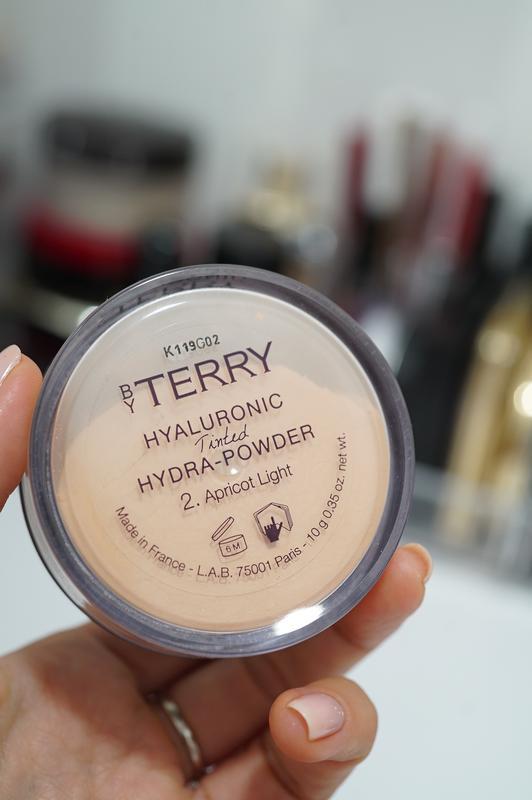 K119G02
BY TERRY
HYALURONIC
Tinted
HYDRA-POWDER
2. Apricot Light
6 M
Made in France - L.A.B. 75001 Paris - 10 g 0.35 oz. net wt.